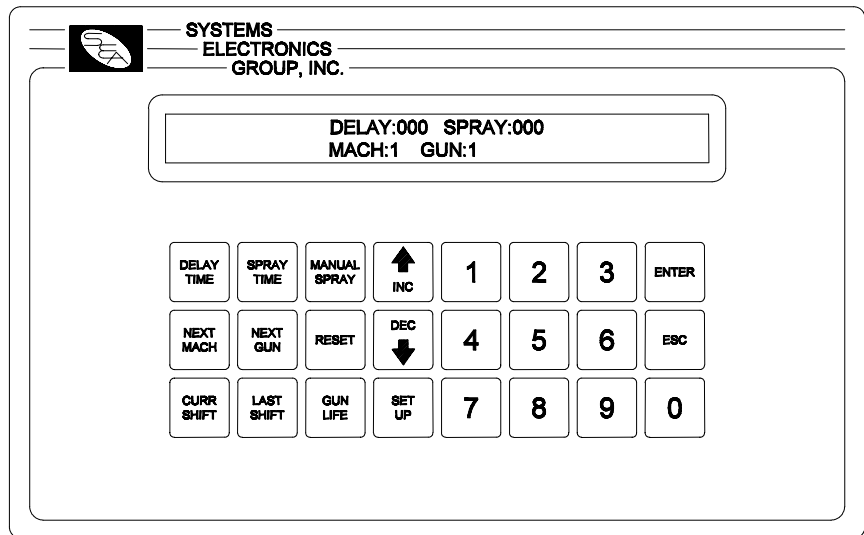 SEA
SYSTEMS
ELECTRONICS
GROUP, INC.
DELAY:000 SPRAY:000
MACH:1 GUN:1
DELAY TIME
SPRAY TIME
MANUAL SPRAY
INC
1
2
3
ENTER
NEXT MACH
NEXT GUN
RESET
DEC
4
5
6
ESC
CURR SHIFT
LAST SHIFT
GUN LIFE
SET UP
7
8
9
0